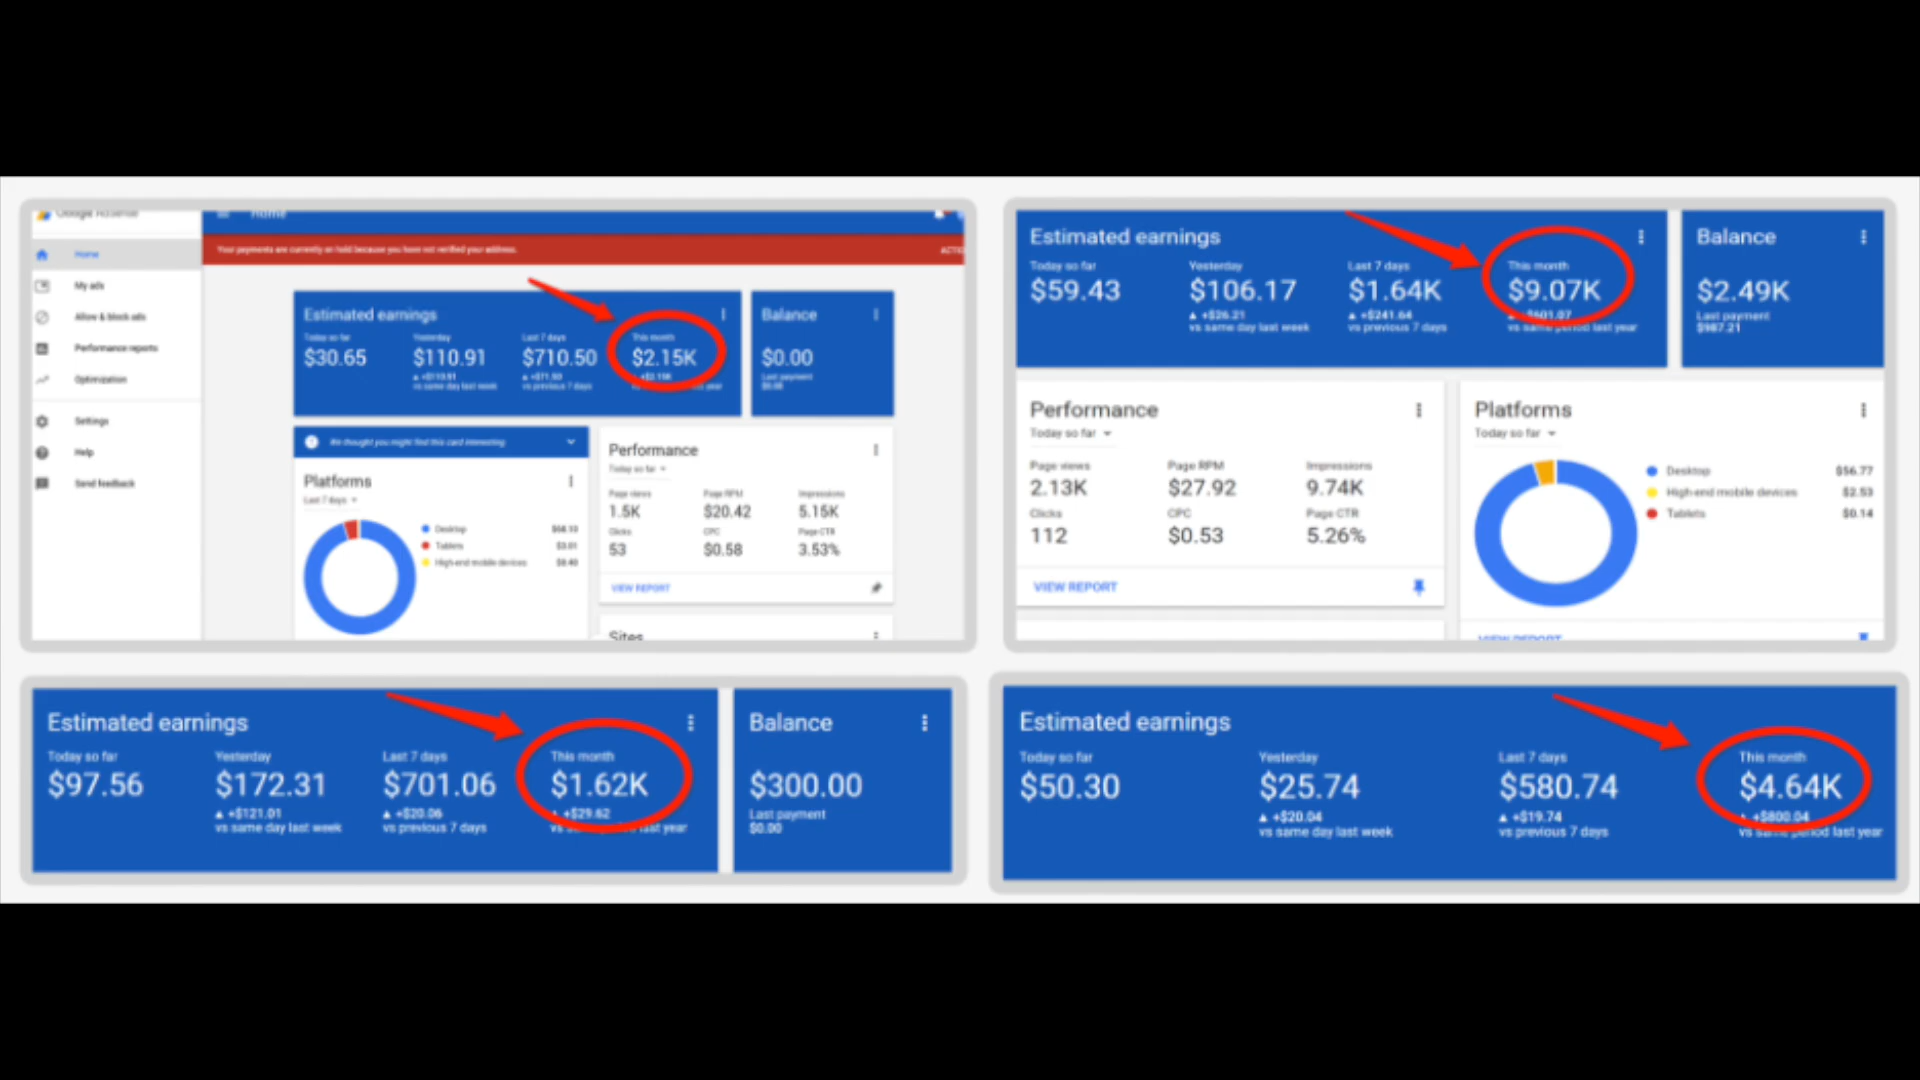 Google AdSense
Home
Your payments are currently on hold because you have not verified your address.
Home
My ads
Allow & block ads
Performance reports
Optimization
Settings
Help
Send feedback
Estimated earnings
Today so far
$30.65
Yesterday
$110.91
+$110.91
vs same day last week
Last 7 days
$710.50
vs previous 7 days
This month
$2.15K
Balance
$0.00
Last payment
$0.00
We thought you might find this card interesting
Platforms
Last 7 days
Desktop
Tablets
High-end mobile devices
Performance
Today so far
Page views
1.5K
Page RPM
$20.42
Impressions
5.15K
Clicks
53
CPC
$0.58
Page CTR
3.53%
VIEW REPORT
Sites
Estimated earnings
Today so far
$59.43
Yesterday
$106.17
+$26.21
vs same day last week
Last 7 days
$1.64K
+$241.64
vs previous 7 days
This month
$9.07K
+$601.07
vs same period last year
Balance
$2.49K
Last payment
$987.21
Performance
Today so far
Page views
2.13K
Page RPM
$27.92
Impressions
9.74K
Clicks
112
CPC
$0.53
Page CTR
5.26%
VIEW REPORT
Platforms
Today so far
Desktop $56.77
High-end mobile devices $2.53
Tablets $0.14
VIEW REPORT
Estimated earnings
Today so far
$97.56
Yesterday
$172.31
+$121.01
vs same day last week
Last 7 days
$701.06
+$20.06
vs previous 7 days
This month
$1.62K
+$29.62
vs same period last year
Balance
$300.00
Last payment
$0.00
Estimated earnings
Today so far
$50.30
Yesterday
$25.74
+$20.04
vs same day last week
Last 7 days
$580.74
+$19.74
vs previous 7 days
This month
$4.64K
+$800.04
vs same period last year